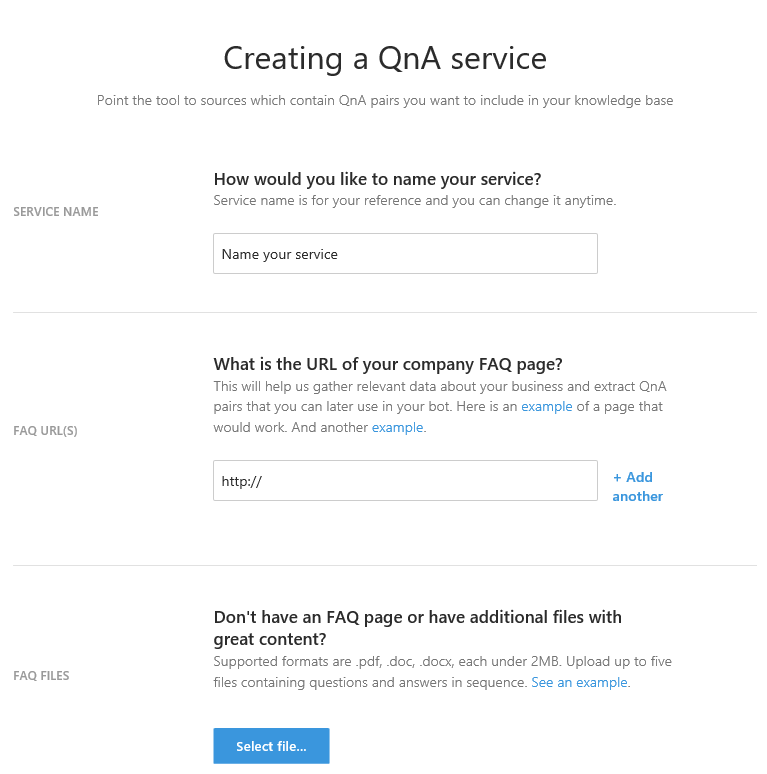 Creating a QnA service
Point the tool to sources which contain QnA pairs you want to include in your knowledge base
How would you like to name your service?
Service name is for your reference and you can change it anytime.
SERVICE NAME
Name your service
What is the URL of your company FAQ page?
This will help us gather relevant data about your business and extract QnA
pairs that you can later use in your bot. Here is an example of a page that
would work. And another example.
FAQ URL(S)
http://
+ Add
another
Don't have an FAQ page or have additional files with
great content?
Supported formats are .pdf, .doc, .docx, each under 2MB. Upload up to five
files containing questions and answers in sequence. See an example.
FAQ FILES
Select file...